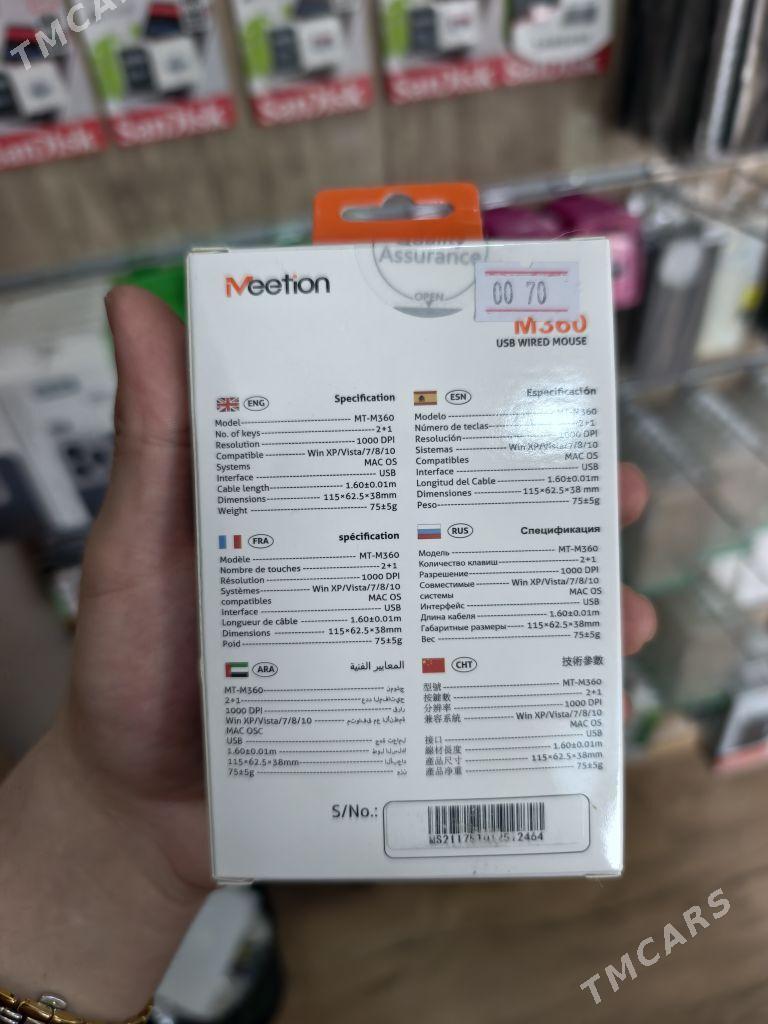 TMCARS
SanDisk
SanDisk
SanDisk
SanDisk
SanDisk
Quality
Assurance
OPEN
Meetion
00 70
M360
USB WIRED MOUSE
ENG Specification
Model MT-M360
No. of keys 2+1
Resolution 1000 DPI
Compatible Win XP/Vista/7/8/10
Systems MAC OS
Interface USB
Cable length 1.60±0.01m
Dimensions 115×62.5×38mm
Weight 75±5g
ESN Especificación
Modelo MT-M360
Número de teclas 2+1
Resolución 1000 DPI
Sistemas Win XP/Vista/7/8/10
Compatibles MAC OS
Interface USB
Longitud del Cable 1.60±0.01m
Dimensiones 115×62.5×38 mm
Peso 75±5g
FRA spécification
Modèle MT-M360
Nombre de touches 2+1
Résolution 1000 DPI
Systèmes Win XP/Vista/7/8/10
compatibles MAC OS
Interface USB
Longueur de câble 1.60±0.01m
Dimensions 115×62.5×38mm
Poid 75±5g
RUS Спецификация
Модель MT-M360
Количество клавиш 2+1
Разрешение 1000 DPI
Совместимые Win XP/Vista/7/8/10
системы MAC OS
Интерфейс USB
Длина кабеля 1.60±0.01m
Габаритные размеры 115×62.5×38mm
Вес 75±5g
ARA المعايير الفنية
MT-M360
2+1
1000 DPI
Win XP/Vista/7/8/10
MAC OSC
USB
1.60±0.01m
115×62.5×38mm
75±5g
CHT 技術參數
型號 MT-M360
按鍵數 2+1
分辨率 1000 DPI
兼容系統 Win XP/Vista/7/8/10
MAC OS
接口 USB
線材長度 1.60±0.01m
產品尺寸 115×62.5×38mm
產品净重 75±5g
S/No.:
TMCARS